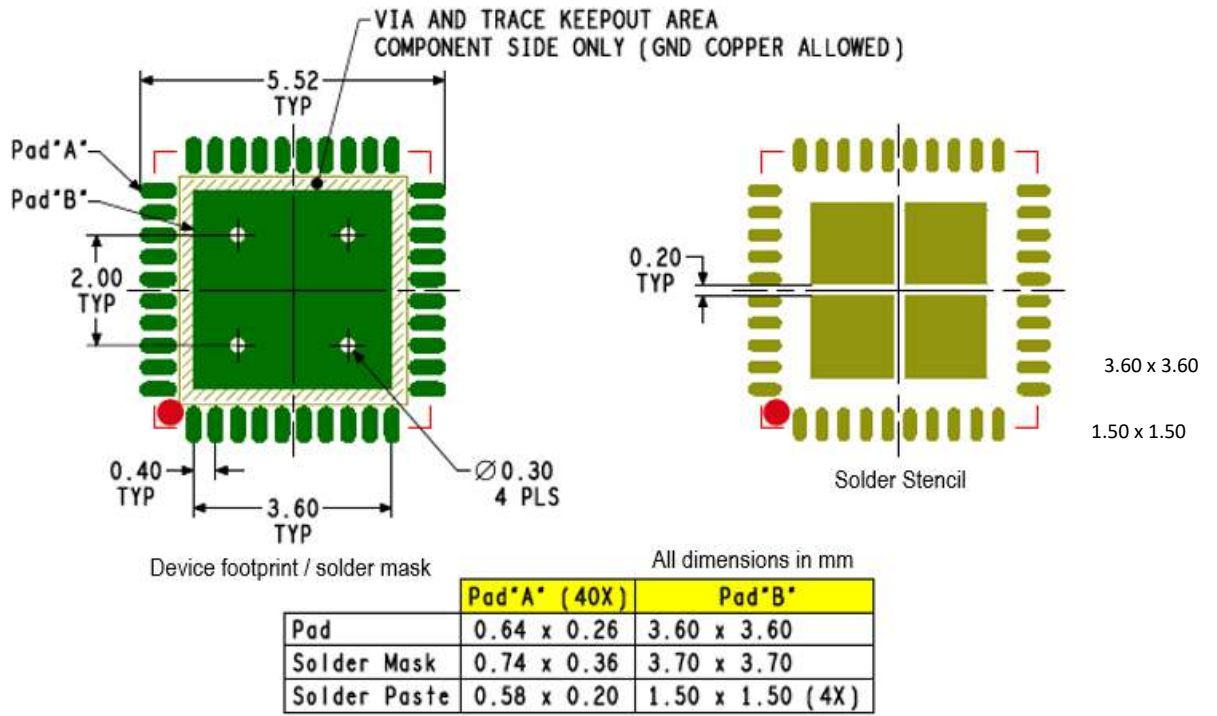 VIA AND TRACE KEEPOUT AREA
COMPONENT SIDE ONLY (GND COPPER ALLOWED)
5.52
TYP
Pad"A"
Pad"B"
2.00
TYP
0.40
TYP
3.60
TYP
Ø0.30
4 PLS
Device footprint / solder mask
0.20
TYP
3.60 x 3.60
1.50 x 1.50
Solder Stencil
All dimensions in mm
Pad"A" (40X) Pad"B"
Pad 0.64 x 0.26 3.60 x 3.60
Solder Mask 0.74 x 0.36 3.70 x 3.70
Solder Paste 0.58 x 0.20 1.50 x 1.50 (4X)